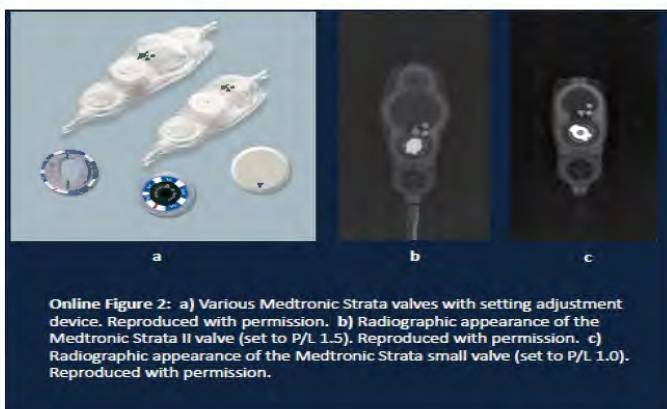 a
b
c
Online Figure 2: a) Various Medtronic Strata valves with setting adjustment
device. Reproduced with permission. b) Radiographic appearance of the
Medtronic Strata II valve (set to P/L 1.5). Reproduced with permission. c)
Radiographic appearance of the Medtronic Strata small valve (set to P/L 1.0).
Reproduced with permission.